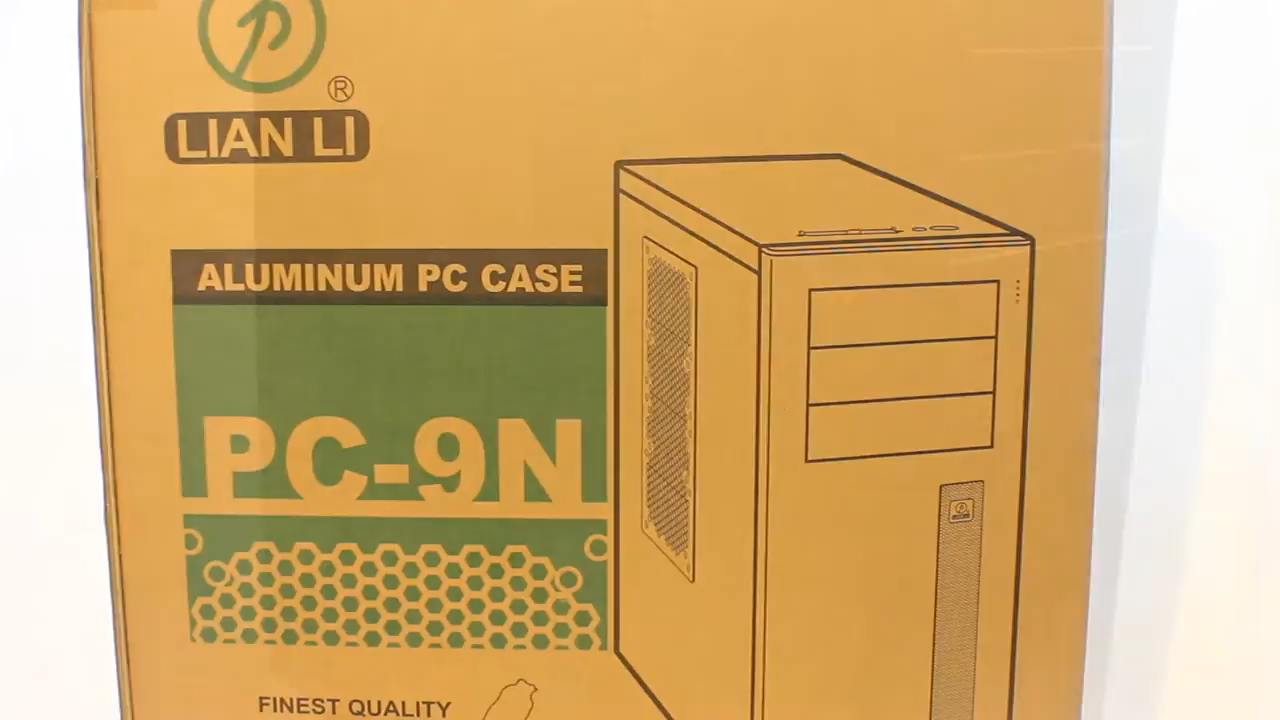 ®
LIAN LI
ALUMINUM PC CASE
PC-9N
FINEST QUALITY